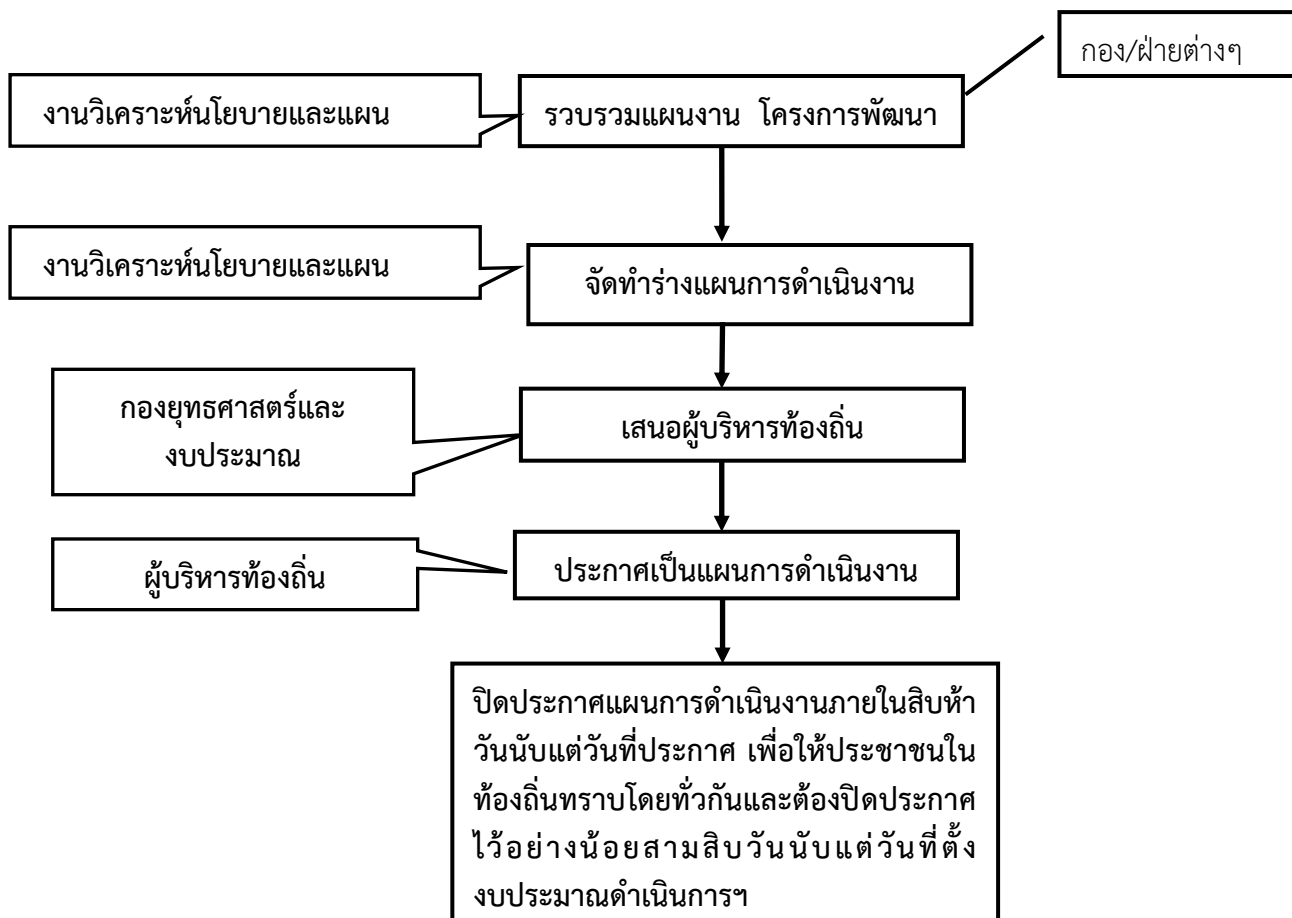 กอง/ฝ่ายต่างๆ
งานวิเคราะห์นโยบายและแผน
รวบรวมแผนงาน โครงการพัฒนา
งานวิเคราะห์นโยบายและแผน
จัดทำร่างแผนการดำเนินงาน
กองยุทธศาสตร์และ
งบประมาณ
เสนอผู้บริหารท้องถิ่น
ผู้บริหารท้องถิ่น
ประกาศเป็นแผนการดำเนินงาน
ปิดประกาศแผนการดำเนินงานภายในสิบห้า
วันนับแต่วันที่ประกาศ เพื่อให้ประชาชนใน
ท้องถิ่นทราบโดยทั่วกันและต้องปิดประกาศ
ไว้อย่างน้อยสามสิบวันนับแต่วันที่ตั้ง
งบประมาณดำเนินการฯ